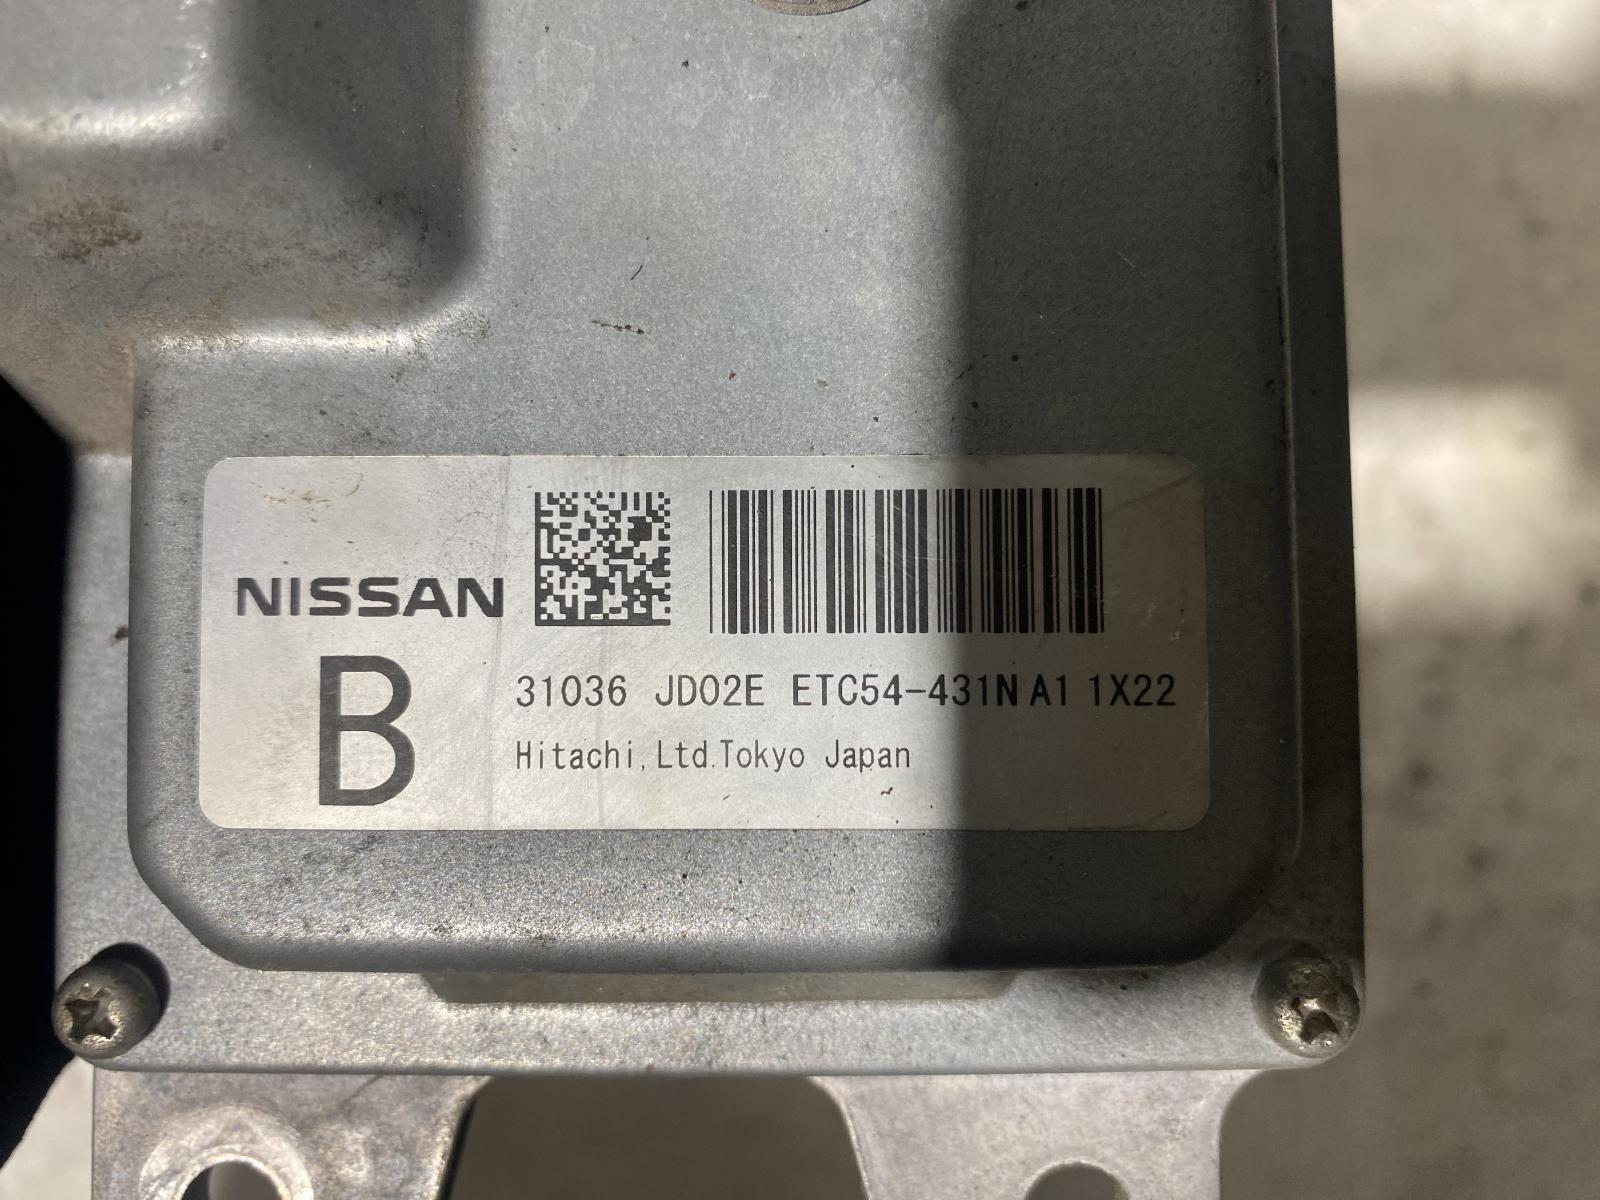 NISSAN
B
31036 JD02E ETC54-431N A1 1X22
Hitachi,Ltd.Tokyo Japan